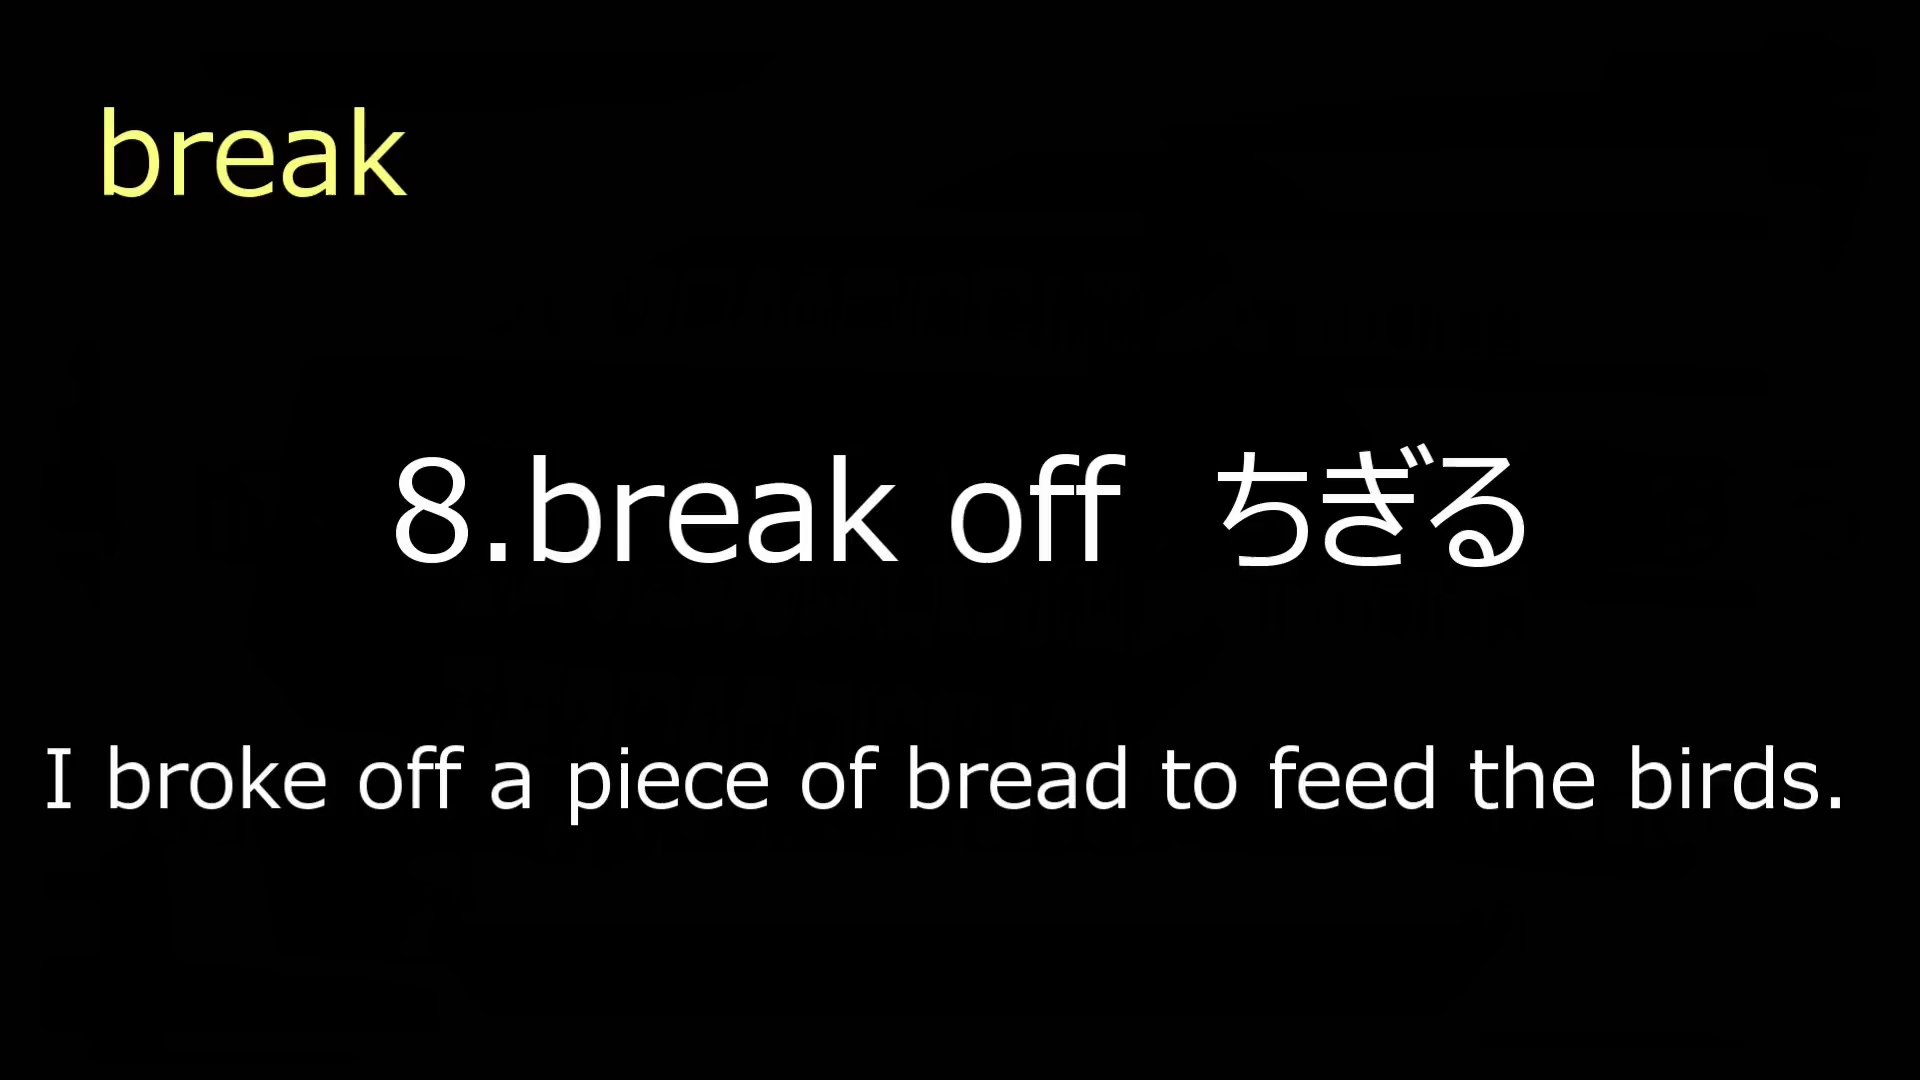 break
8.break off ちぎる
I broke off a piece of bread to feed the birds.